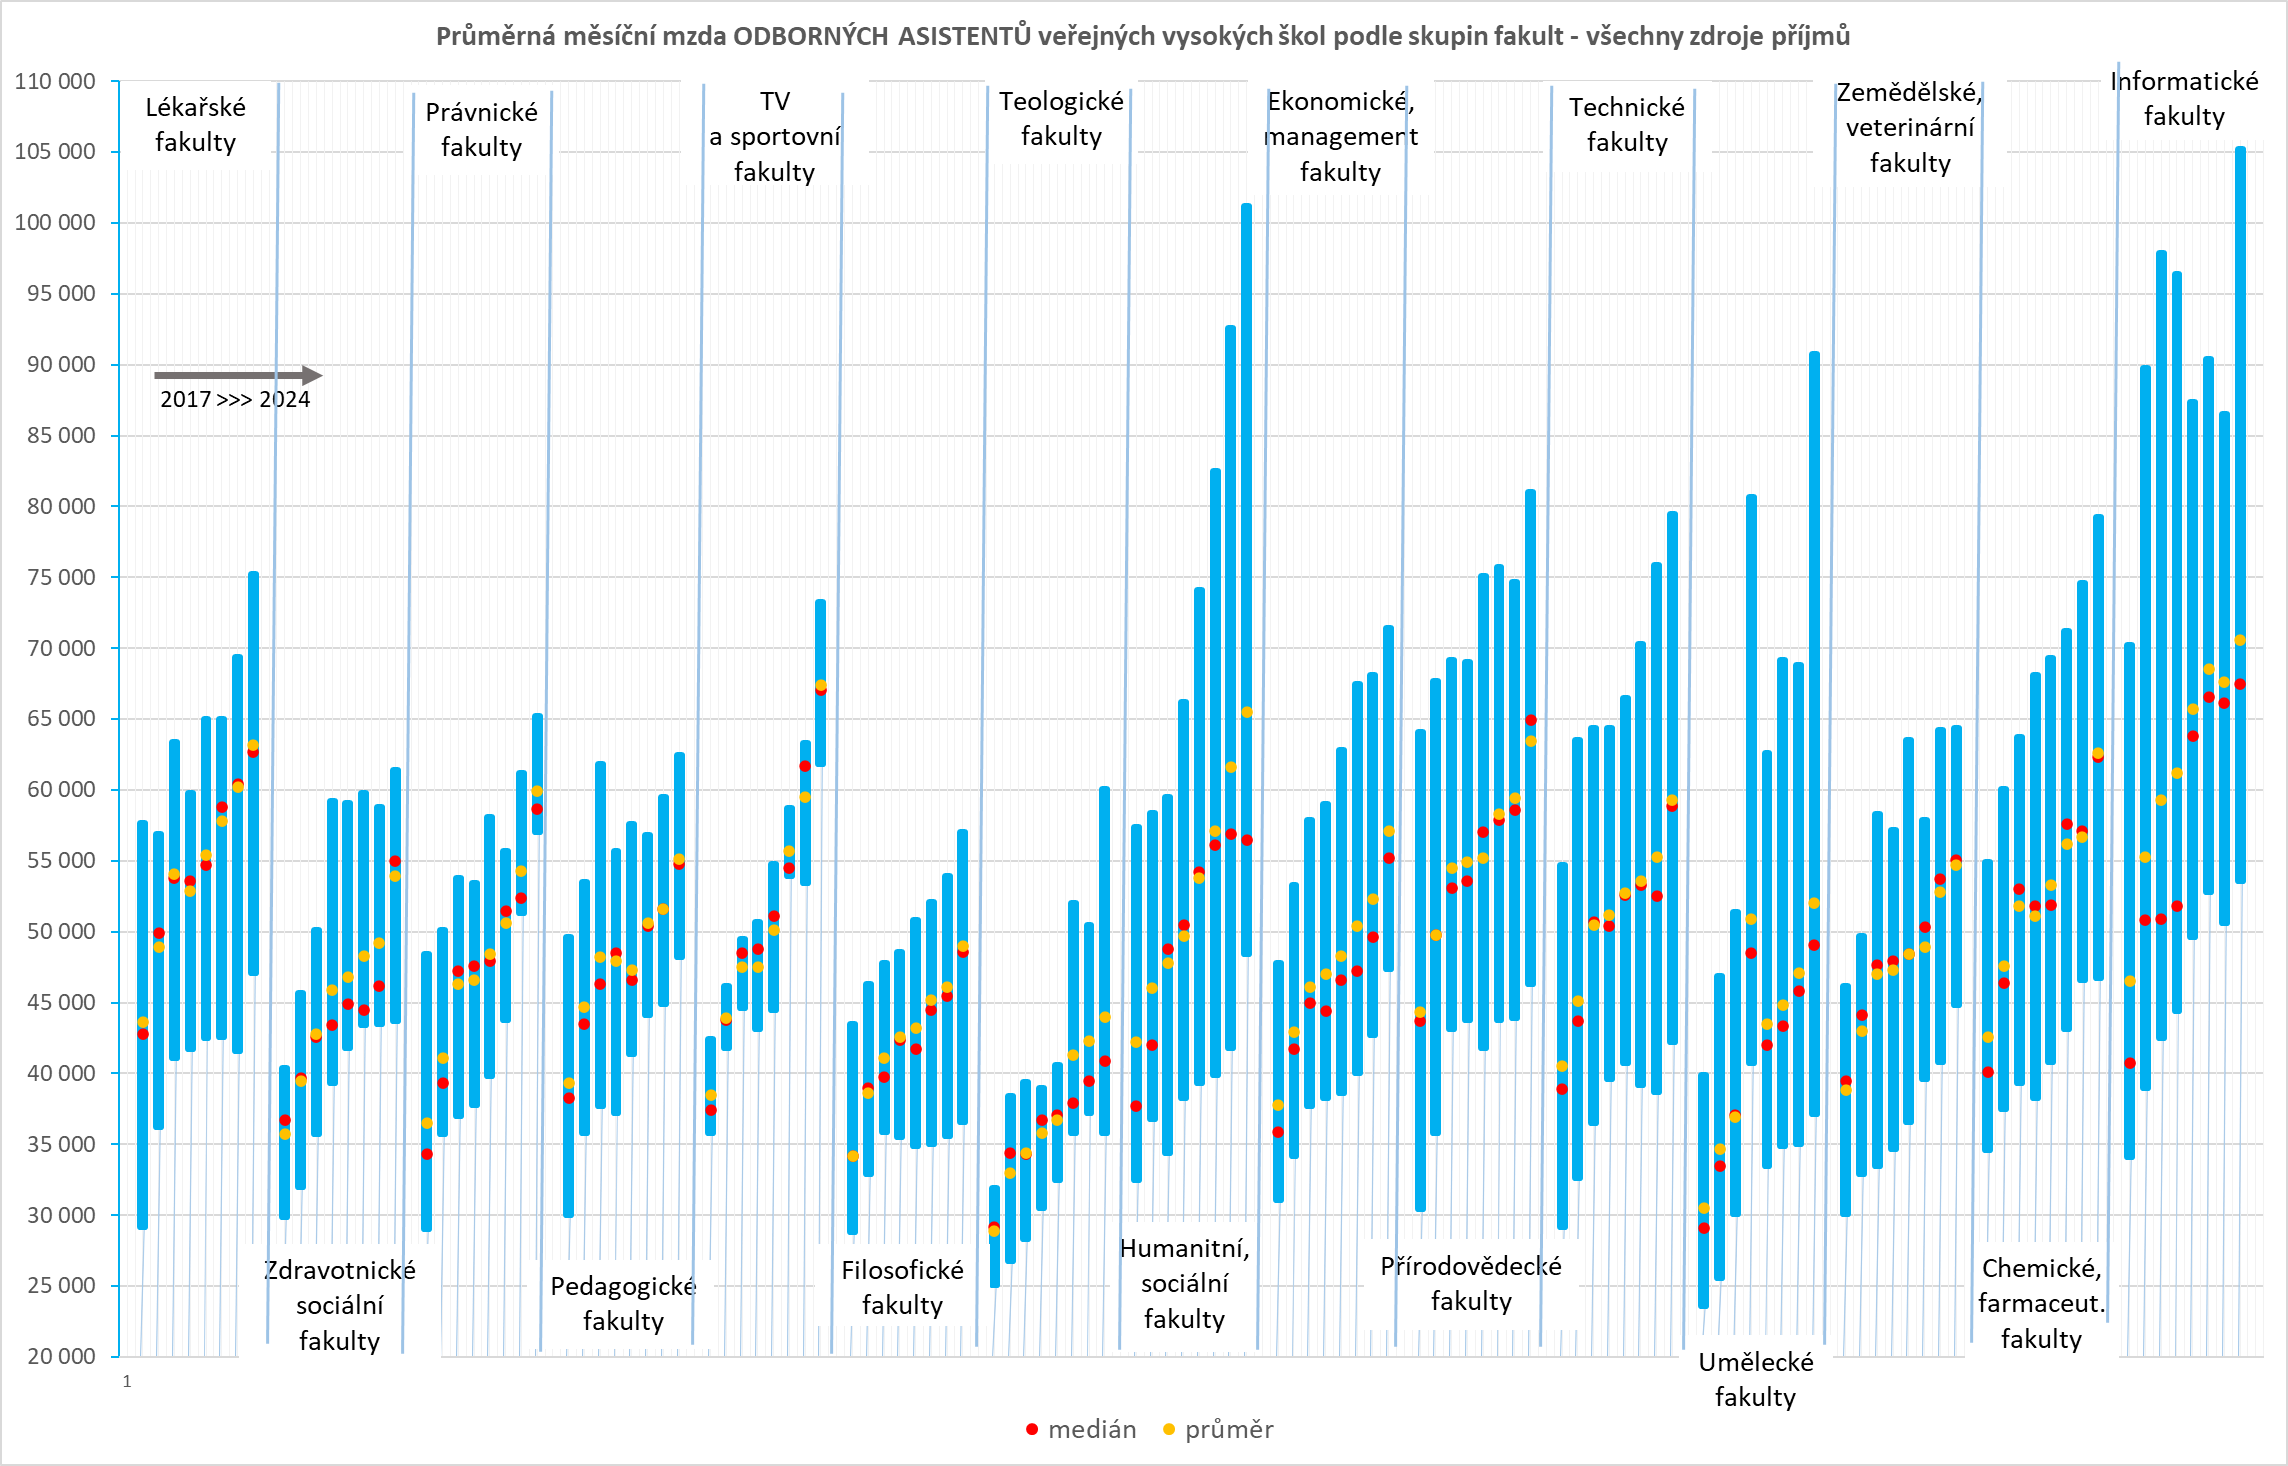 Průměrná měsíční mzda ODBORNÝCH ASISTENTŮ veřejných vysokých škol podle skupin fakult - všechny zdroje příjmů
110 000
105 000
100 000
95 000
90 000
85 000
80 000
75 000
70 000
65 000
60 000
55 000
50 000
45 000
40 000
35 000
30 000
25 000
20 000
Lékařské
fakulty
Právnické
fakulty
TV
a sportovní
fakulty
Teologické
fakulty
Ekonomické,
management
fakulty
Technické
fakulty
Zemědělské,
veterinární
fakulty
Informatické
fakulty
2017 >>> 2024
Zdravotnické
sociální
fakulty
Pedagogické
fakulty
Filosofické
fakulty
Humanitní,
sociální
fakulty
Přírodovědecké
fakulty
Umělecké
fakulty
Chemické,
farmaceut.
fakulty
1
medián
průměr